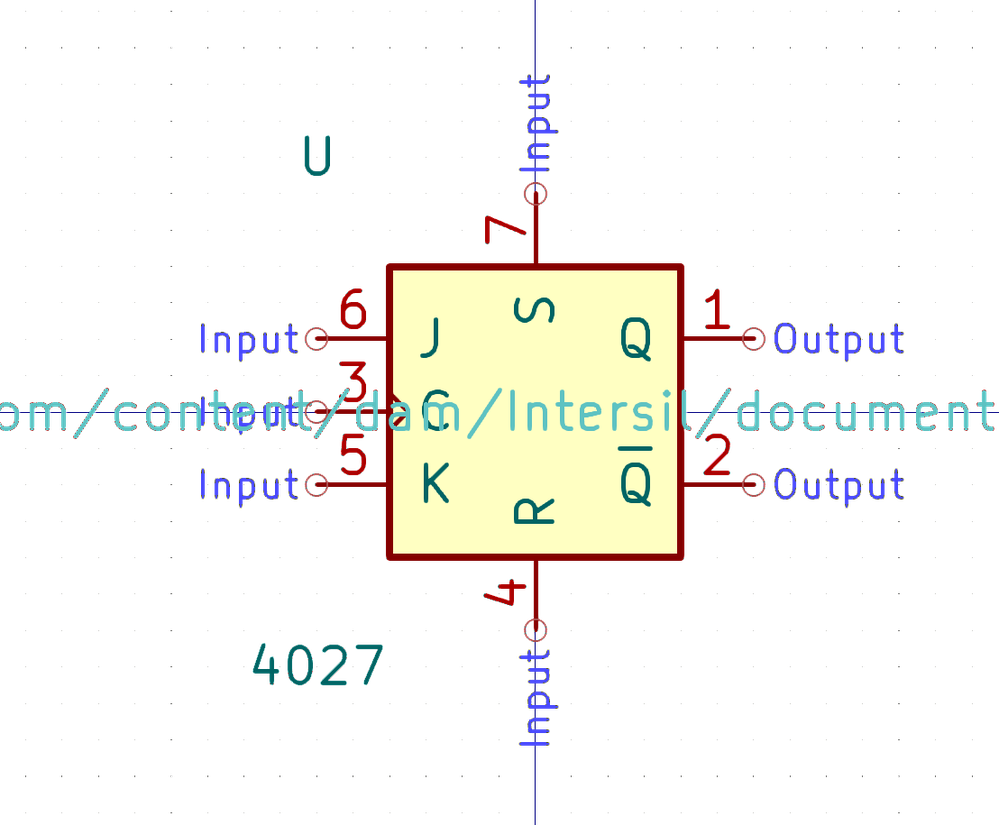 Input
U
7
S
6
J
Q
1
Input
Output
3
C
Input
om/content/dam/Intersil/document
5
K
Q̅
2
Input
Output
R
4
4027
Input